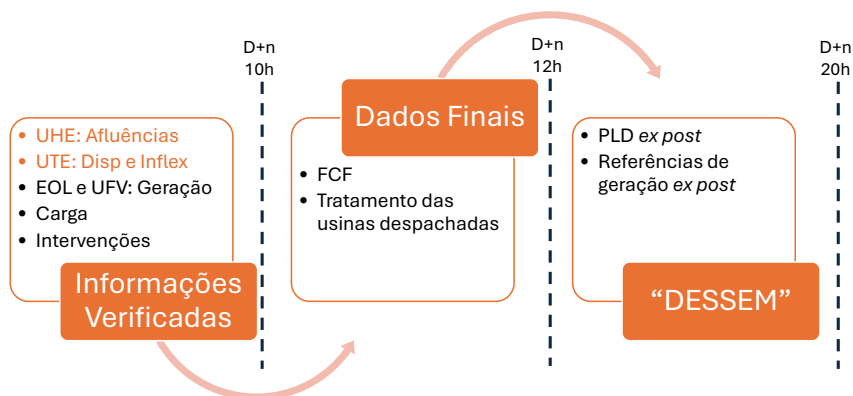 D+n
10h
• UHE: Afluências
• UTE: Disp e Inflex
• EOL e UFV: Geração
• Carga
• Intervenções
Informações
Verificadas
D+n
12h
Dados Finais
• FCF
• Tratamento das
usinas despachadas
D+n
20h
• PLD ex post
• Referências de
geração ex post
“DESSEM”